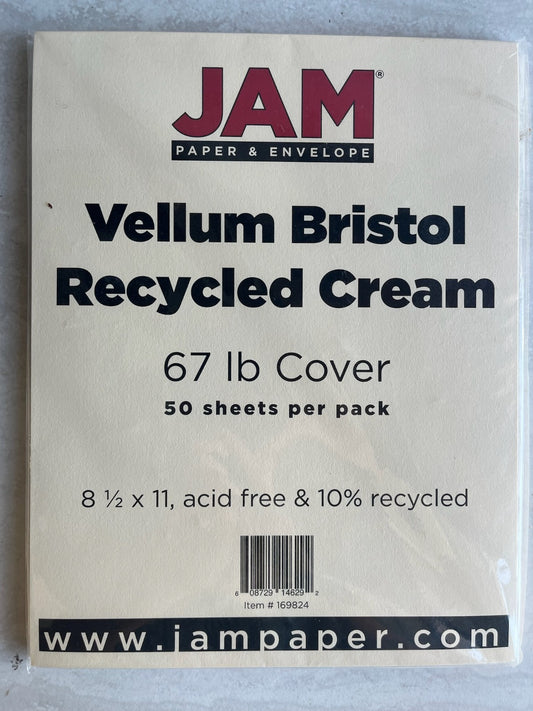 JAM®
PAPER & ENVELOPE
Vellum Bristol
Recycled Cream
67 lb Cover
50 sheets per pack
8 ½ x 11, acid free & 10% recycled
6 08729 14629 2
Item # 169824
www.jampaper.com